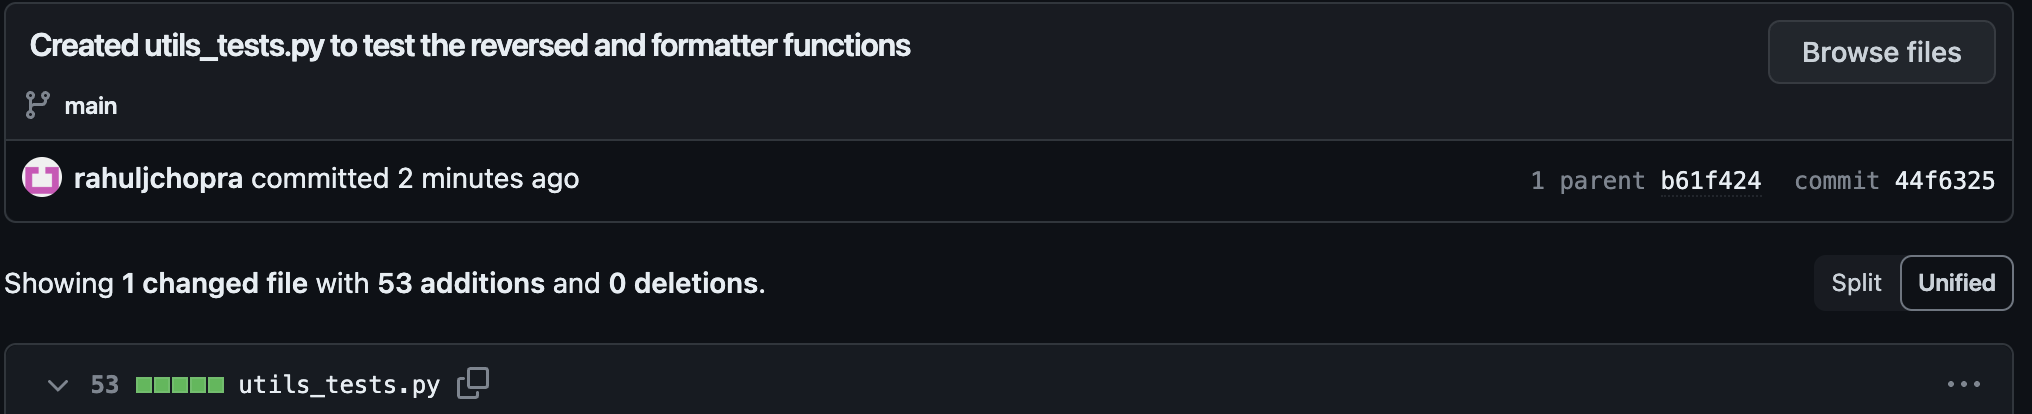 Created utils_tests.py to test the reversed and formatter functions
Browse files
main
rahuljchopra committed 2 minutes ago
1 parent b61f424 commit 44f6325
Showing 1 changed file with 53 additions and 0 deletions.
Split Unified
53 utils_tests.py